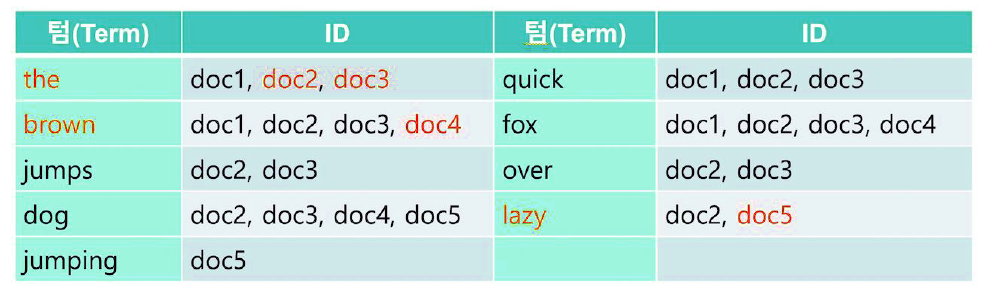 텀(Term) ID 텀(Term) ID
the doc1, doc2, doc3 quick doc1, doc2, doc3
brown doc1, doc2, doc3, doc4 fox doc1, doc2, doc3, doc4
jumps doc2, doc3 over doc2, doc3
dog doc2, doc3, doc4, doc5 lazy doc2, doc5
jumping doc5